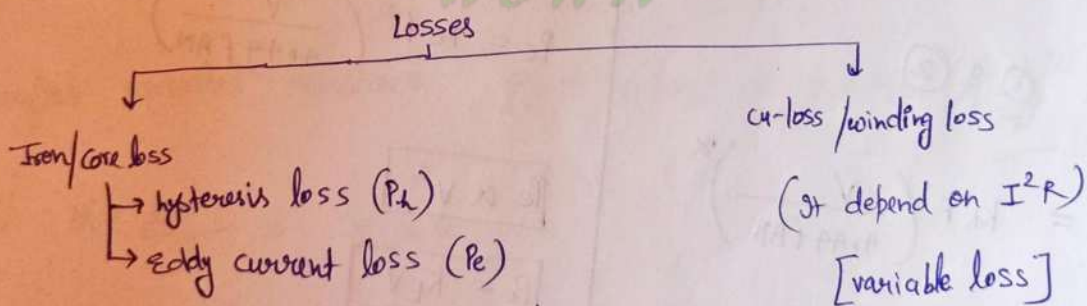 Losses
Iron/core loss
→ hysteresis loss (Ph)
→ eddy current loss (Pe)
cu-loss/winding loss
(It depend on I²R)
[variable loss]